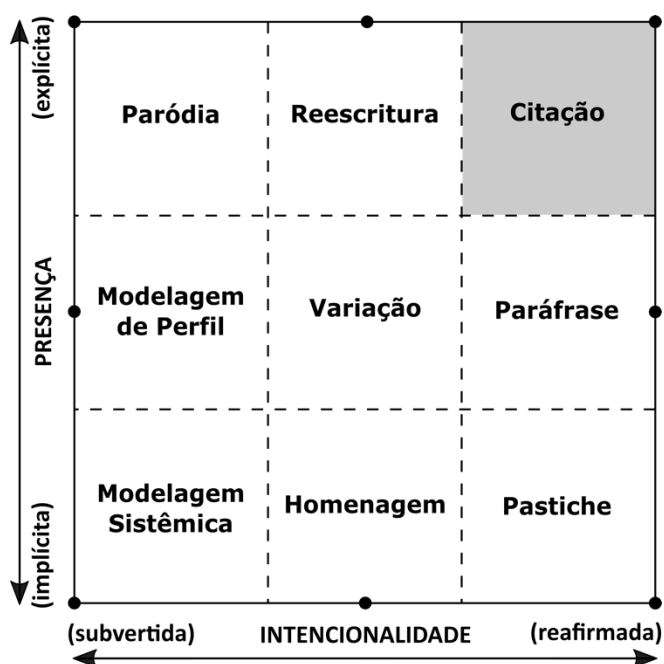 (explícita)
PRESENÇA
(implícita)
Paródia
Reescritura
Citação
Modelagem
de Perfil
Variação
Paráfrase
Modelagem
Sistêmica
Homenagem
Pastiche
(subvertida)
INTENCIONALIDADE
(reafirmada)